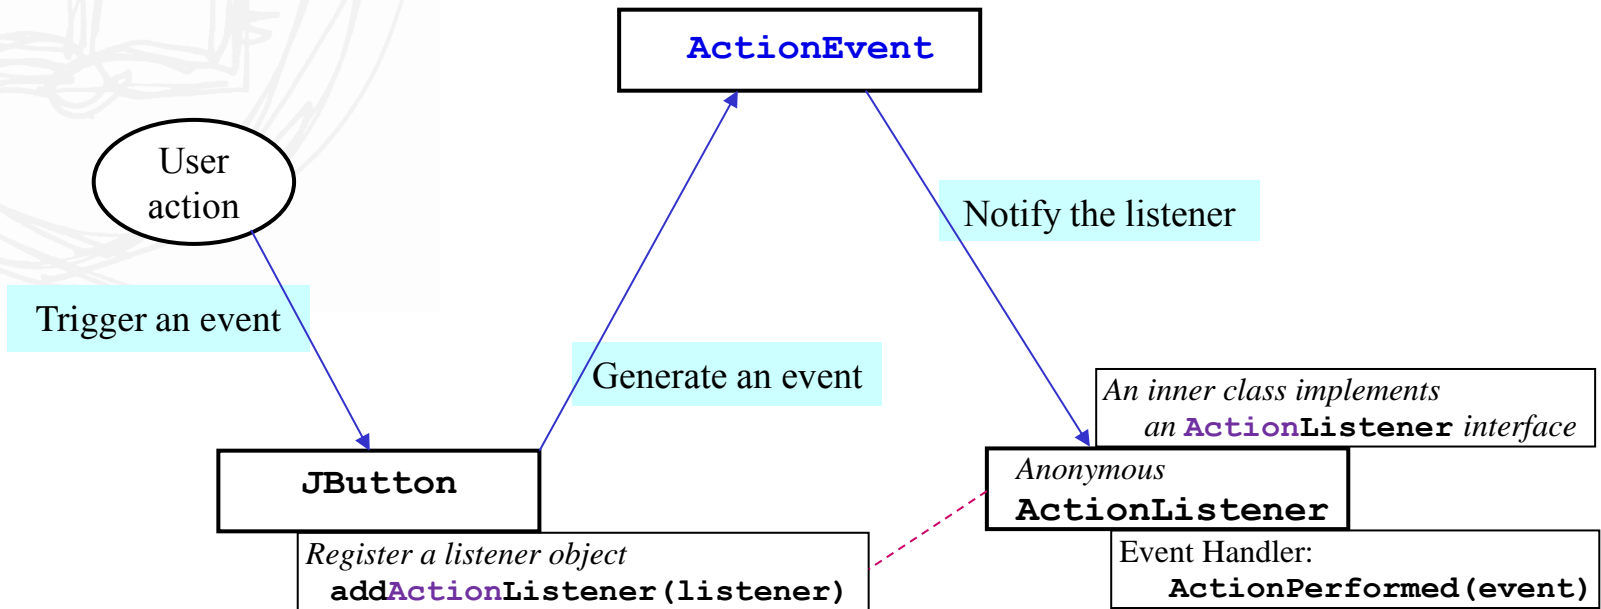 ActionEvent
User
action
Notify the listener
Trigger an event
Generate an event
An inner class implements
an ActionListener interface
JButton
Anonymous
ActionListener
Register a listener object
addActionListener(listener)
Event Handler:
ActionPerformed(event)